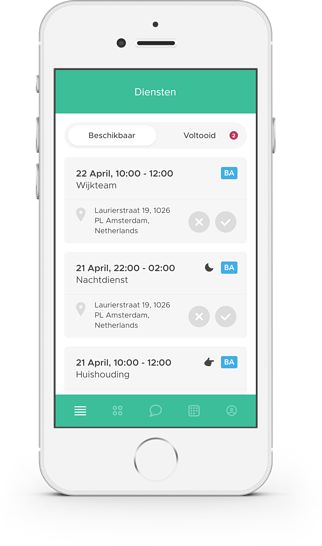 Diensten
Beschikbaar
Voltooid
2
22 April, 10:00 - 12:00
BA
Wijkteam
Laurierstraat 19, 1026
PL Amsterdam,
Netherlands
21 April, 22:00 - 02:00
BA
Nachtdienst
Laurierstraat 19, 1026
PL Amsterdam,
Netherlands
21 April, 10:00 - 12:00
BA
Huishouding